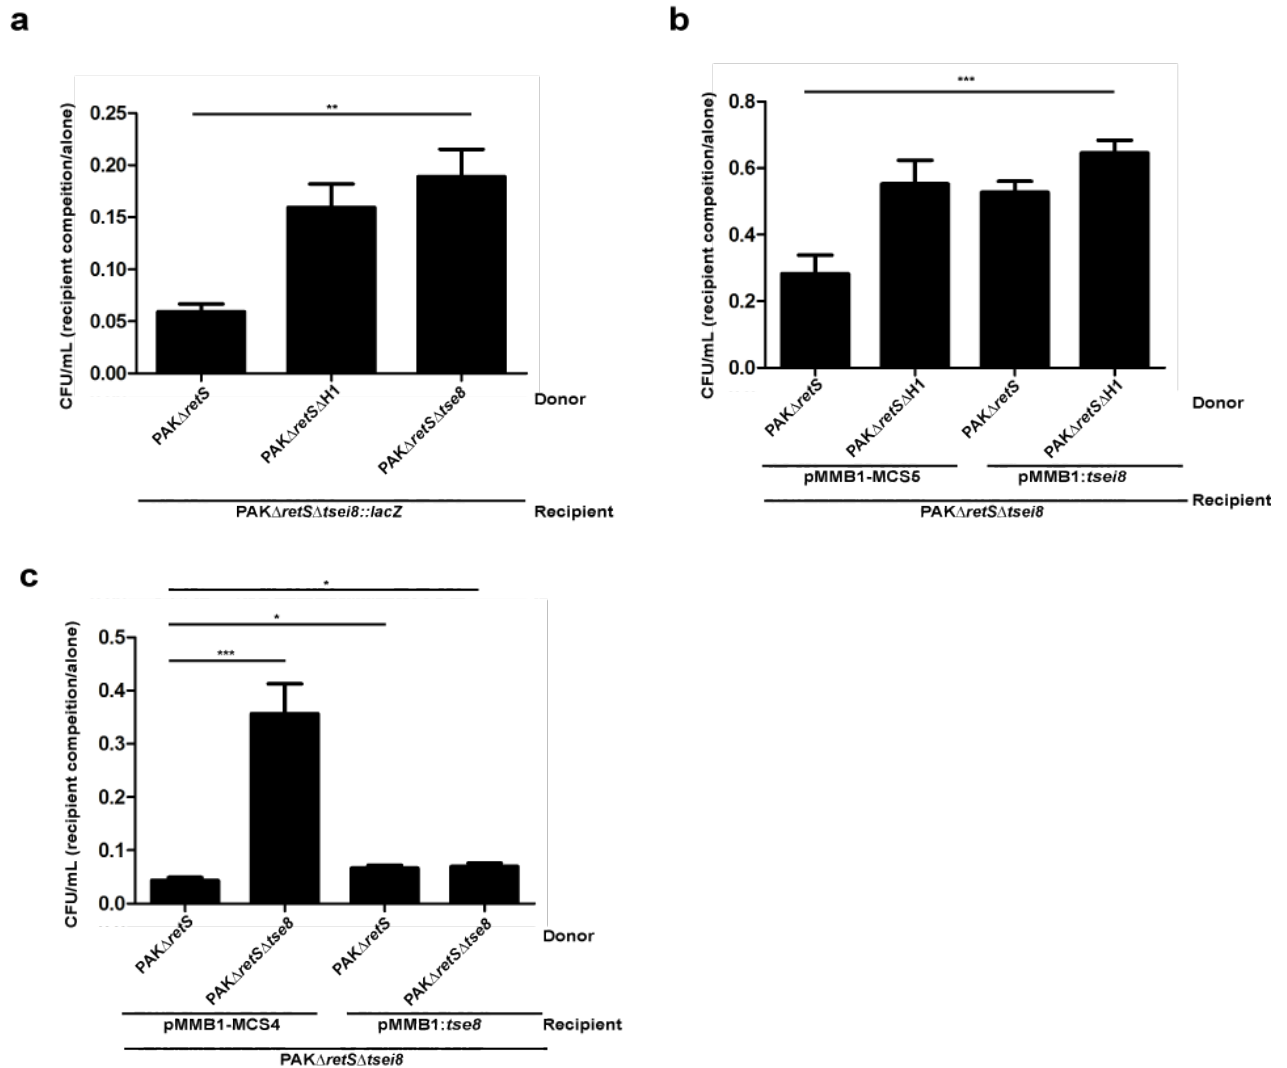 a
CFU/mL (recipient compeition/alone)
0.25
0.20
0.15
0.10
0.05
0.00
**
PAKΔretS
PAKΔretSΔH1
PAKΔretSΔtse8
Donor
PAKΔretSΔtsei8::lacZ
Recipient
b
CFU/mL (recipient compeition/alone)
0.8
0.6
0.4
0.2
0.0
***
PAKΔretS
PAKΔretSΔH1
PAKΔretS
PAKΔretSΔH1
Donor
pMMB1-MCS5
pMMB1:tsei8
Recipient
PAKΔretSΔtsei8
c
CFU/mL (recipient compeition/alone)
0.5
0.4
0.3
0.2
0.1
0.0
*
*
***
PAKΔretS
PAKΔretSΔtse8
PAKΔretS
PAKΔretSΔtse8
Donor
pMMB1-MCS4
pMMB1:tse8
Recipient
PAKΔretSΔtsei8